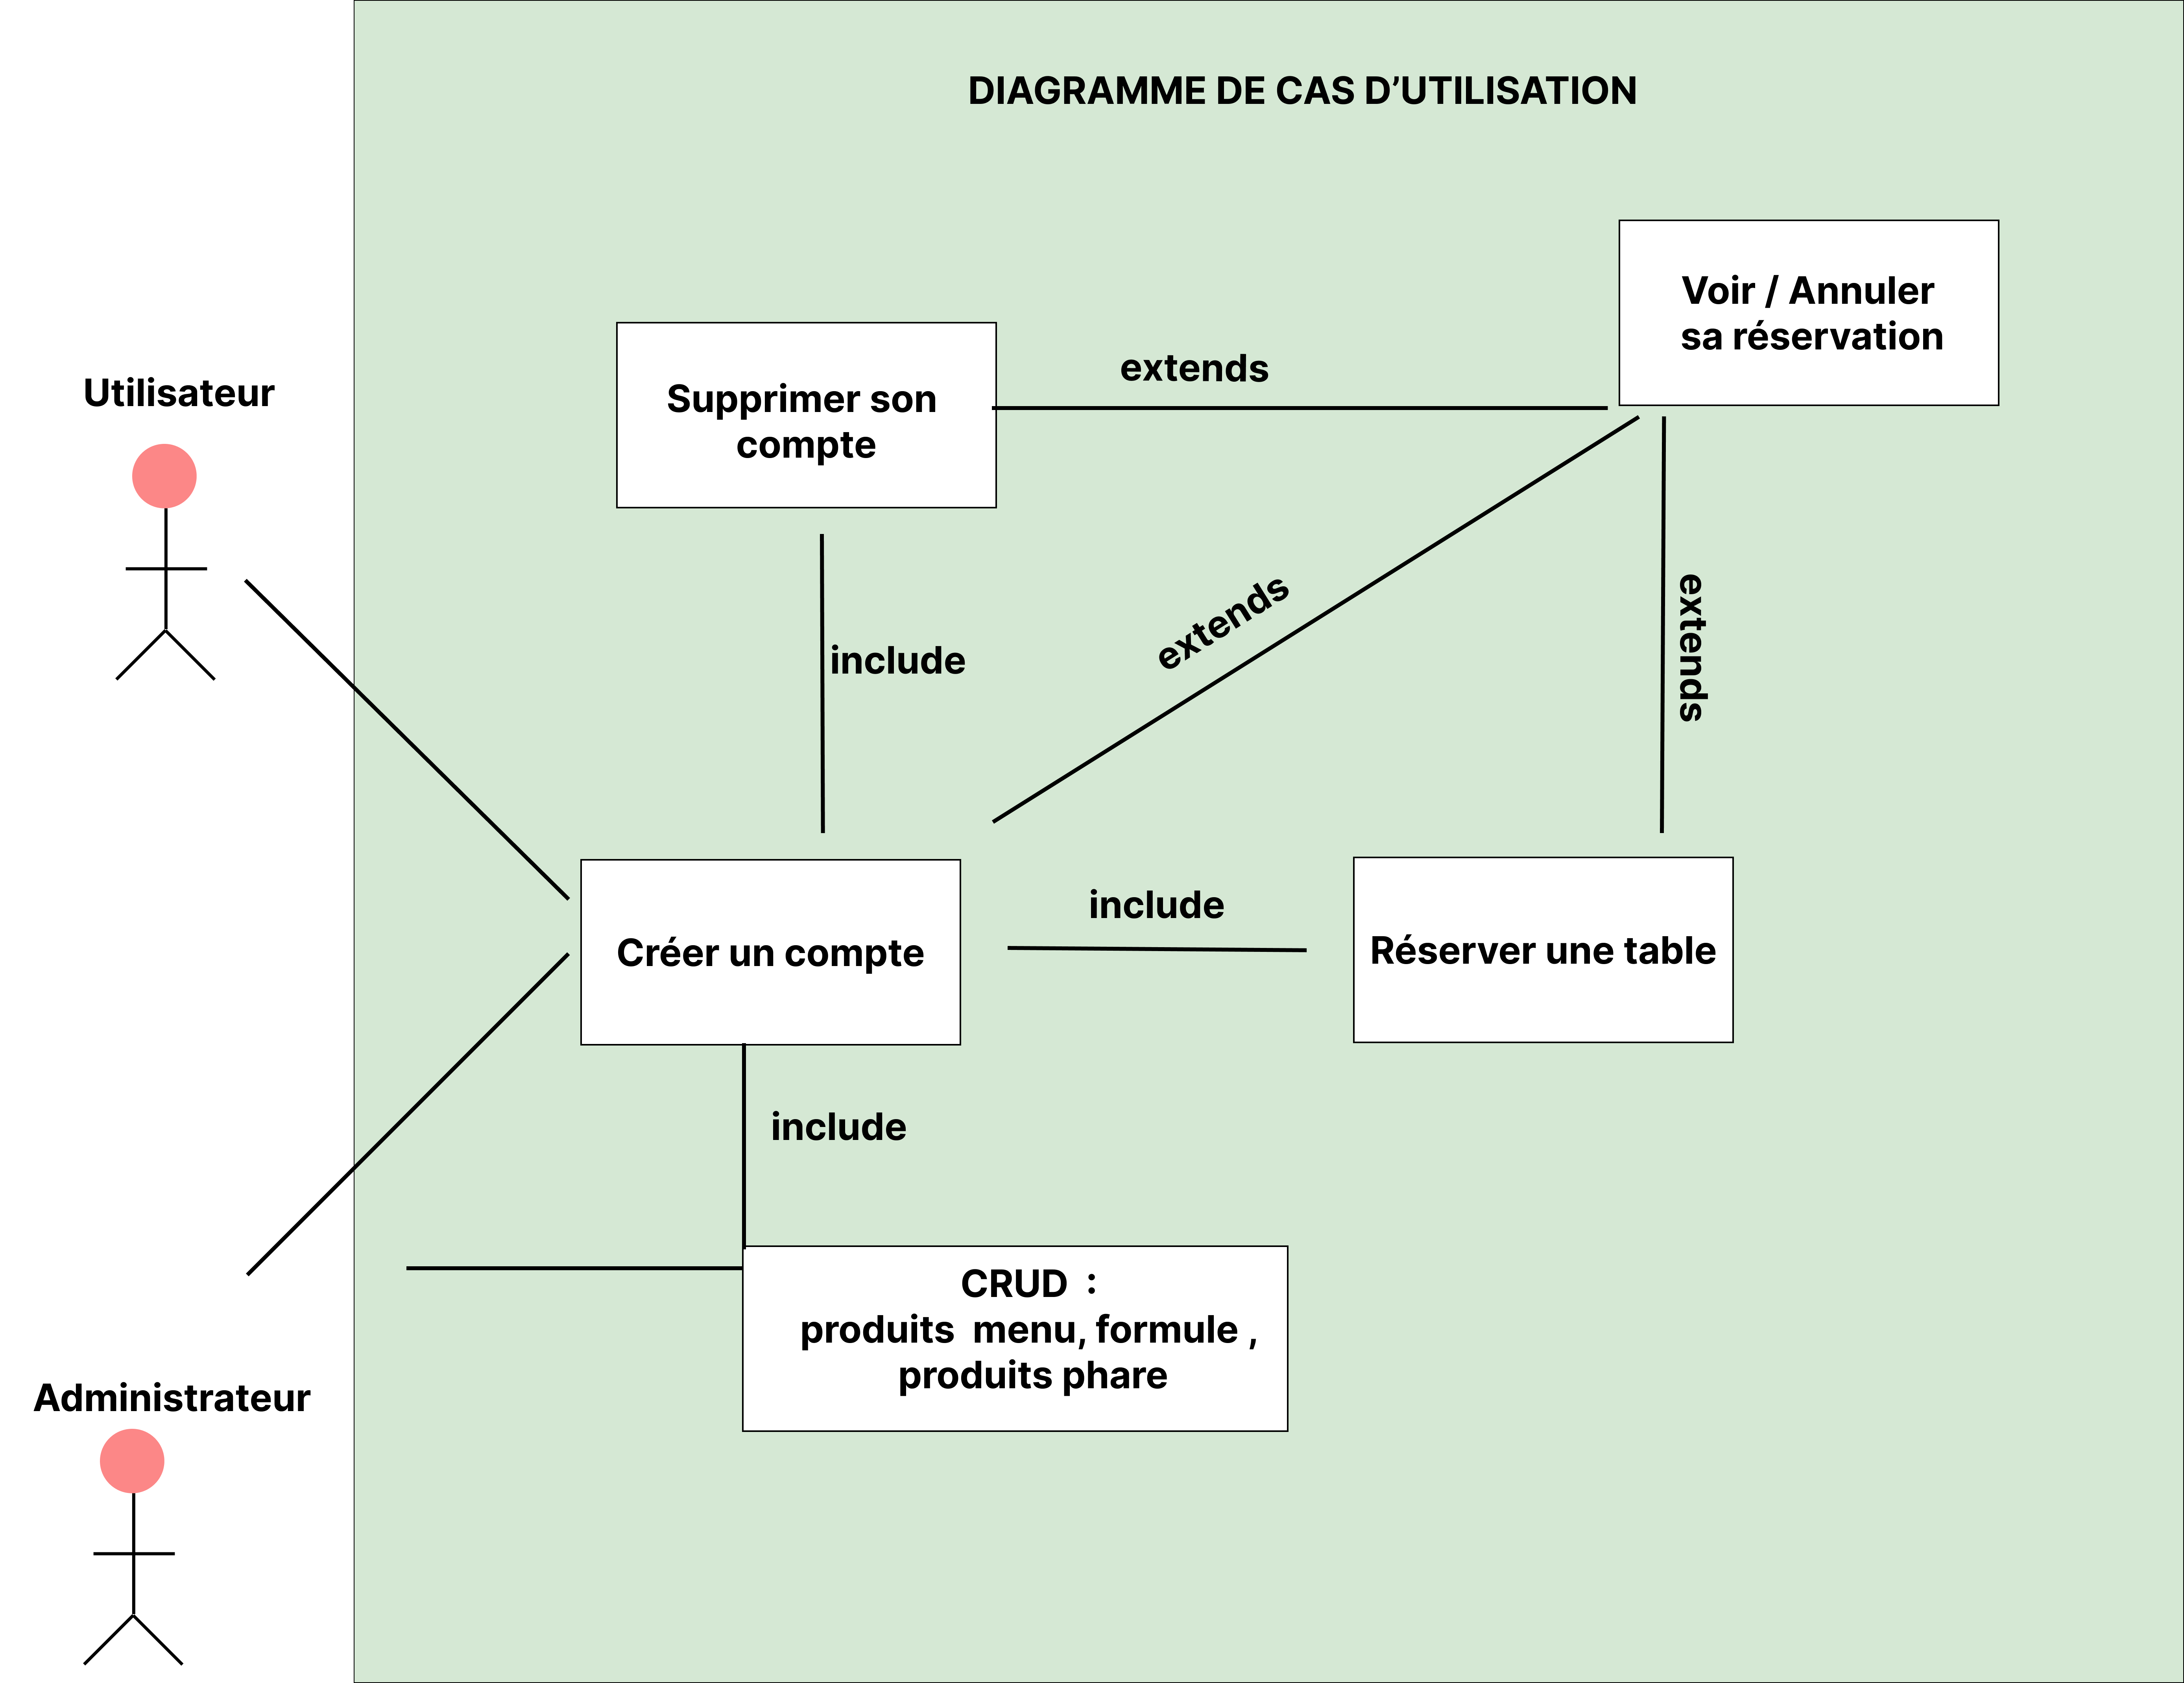 DIAGRAMME DE CAS D’UTILISATION
Voir / Annuler
sa réservation
Supprimer son
compte
extends
Utilisateur
extends
extends
include
include
Créer un compte
Réserver une table
include
CRUD  :
produits  menu, formule ,
produits phare
Administrateur